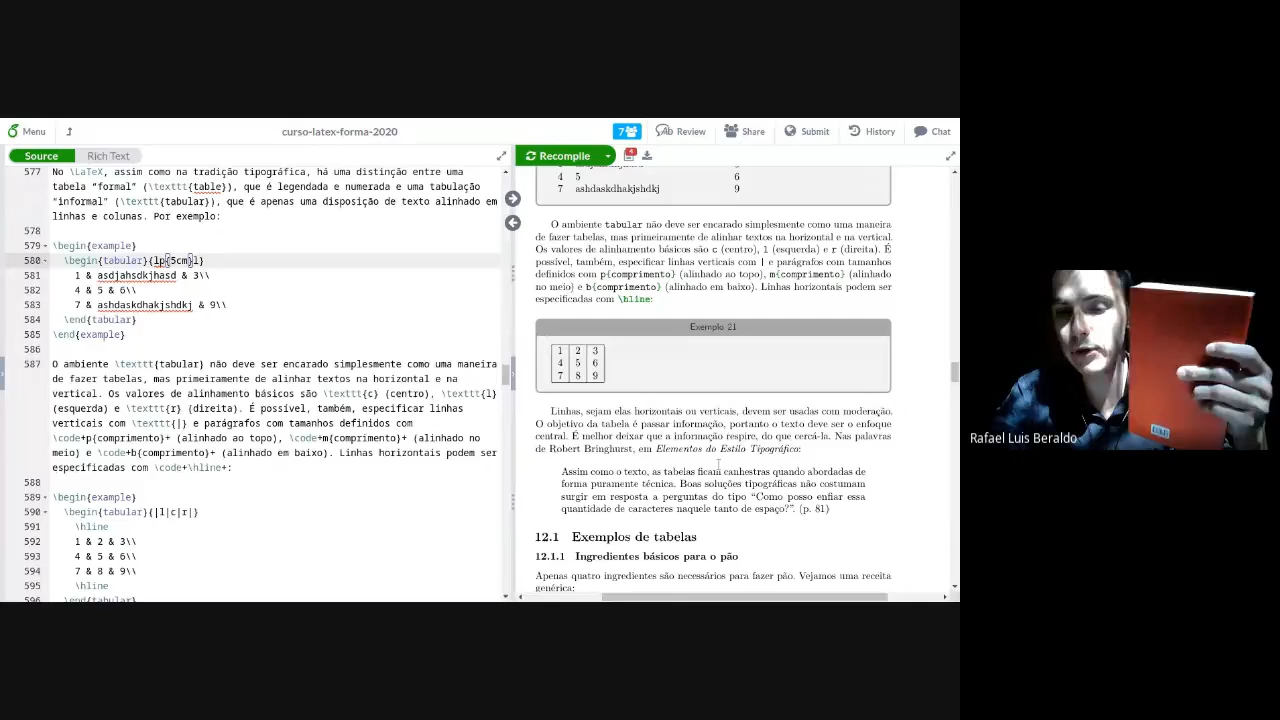 Menu
curso-latex-forma-2020
7
Review
Share
Submit
History
Chat
Source
Rich Text
Recompile
4
577 No \LaTeX, assim como na tradição tipográfica, há uma distinção entre uma
tabela “formal” (\texttt{table}), que é legendada e numerada e uma tabulação
“informal” (\texttt{tabular}), que é apenas uma disposição de texto alinhado em
linhas e colunas. Por exemplo:
578
579 \begin{example}
580 \begin{tabular}{lp{5cm}l}
581 1 & asdjahsdkjhasd & 3\\
582 4 & 5 & 6\\
583 7 & ashdaskdhakjshdkj & 9\\
584 \end{tabular}
585 \end{example}
586
587 O ambiente \texttt{tabular} não deve ser encarado simplesmente como uma maneira
de fazer tabelas, mas primeiramente de alinhar textos na horizontal e na
vertical. Os valores de alinhamento básicos são \texttt{c} (centro), \texttt{l}
(esquerda) e \texttt{r} (direita). É possível, também, especificar linhas
verticais com \texttt{|} e parágrafos com tamanhos definidos com
\code+p{comprimento}+ (alinhado ao topo), \code+m{comprimento}+ (alinhado no
meio) e \code+b{comprimento}+ (alinhado em baixo). Linhas horizontais podem ser
especificadas com \code+\hline+:
588
589 \begin{example}
590 \begin{tabular}{|l|c|r|}
591 \hline
592 1 & 2 & 3\\
593 4 & 5 & 6\\
594 7 & 8 & 9\\
595 \hline
596 \end{tabular}
4 5 6
7 ashdaskdhakjshdkj 9
O ambiente tabular não deve ser encarado simplesmente como uma maneira
de fazer tabelas, mas primeiramente de alinhar textos na horizontal e na vertical.
Os valores de alinhamento básicos são c (centro), l (esquerda) e r (direita). É
possível, também, especificar linhas verticais com | e parágrafos com tamanhos
definidos com p{comprimento} (alinhado ao topo), m{comprimento} (alinhado
no meio) e b{comprimento} (alinhado em baixo). Linhas horizontais podem ser
especificadas com \hline:
Exemplo 21
1 2 3
4 5 6
7 8 9
Linhas, sejam elas horizontais ou verticais, devem ser usadas com moderação.
O objetivo da tabela é passar informação, portanto o texto deve ser o enfoque
central. É melhor deixar que a informação respire, do que cercá-la. Nas palavras
de Robert Bringhurst, em Elementos do Estilo Tipográfico:
Assim como o texto, as tabelas ficam canhestras quando abordadas de
forma puramente técnica. Boas soluções tipográficas não costumam
surgir em resposta a perguntas do tipo “Como posso enfiar essa
quantidade de caracteres naquele tanto de espaço?”. (p. 81)
12.1 Exemplos de tabelas
12.1.1 Ingredientes básicos para o pão
Apenas quatro ingredientes são necessários para fazer pão. Vejamos uma receita
genérica:
Rafael Luis Beraldo